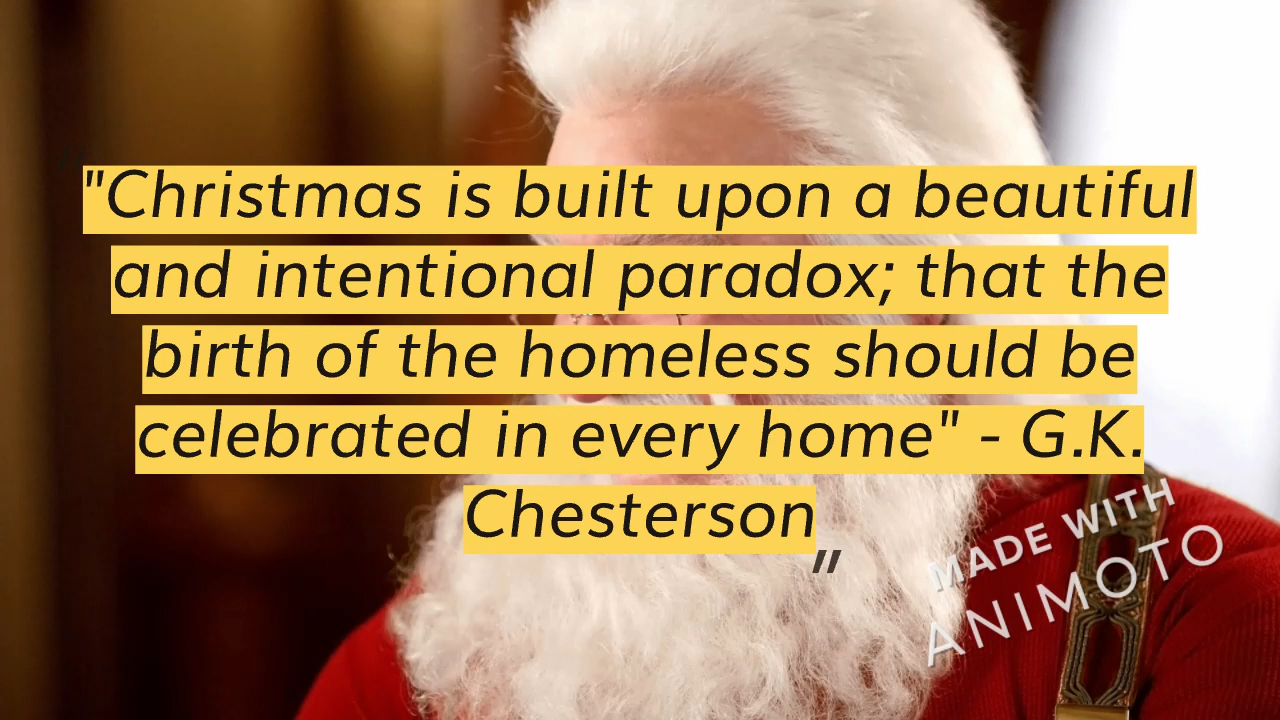 "Christmas is built upon a beautiful
and intentional paradox; that the
birth of the homeless should be
celebrated in every home" - G.K.
Chesterson
"
MADE WITH
ANIMOTO